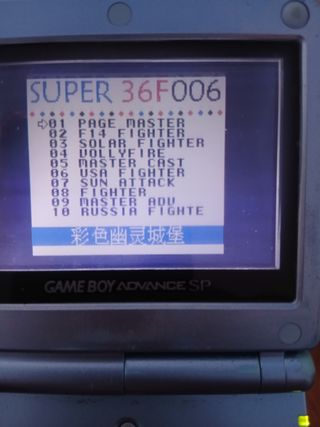 SUPER 36F006
01 PAGE MASTER
02 F14 FIGHTER
03 SOLAR FIGHTER
04 VOLLYFIRE
05 MASTER CAST
06 USA FIGHTER
07 SUN ATTACK
08 FIGHTER
09 MASTER ADV
10 RUSSIA FIGHTE
彩色幽灵城堡
GAME BOY ADVANCE SP